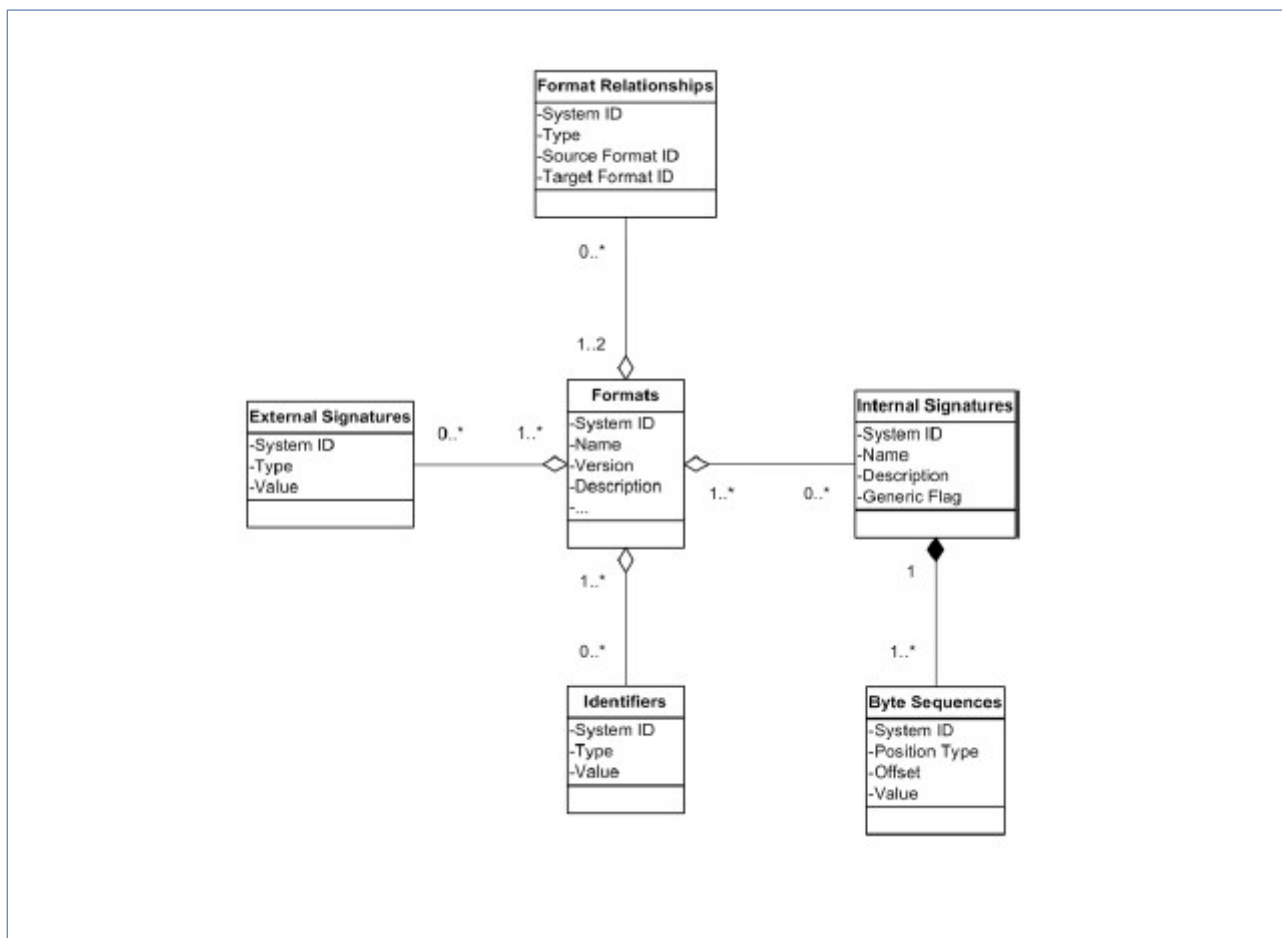 Format Relationships
-System ID
-Type
-Source Format ID
-Target Format ID
0..*
1..2
External Signatures
-System ID
-Type
-Value
0..*
1..*
Formats
-System ID
-Name
-Version
-Description
-...
1..*
0..*
Internal Signatures
-System ID
-Name
-Description
-Generic Flag
1..*
0..*
Identifiers
-System ID
-Type
-Value
1
1..*
Byte Sequences
-System ID
-Position Type
-Offset
-Value